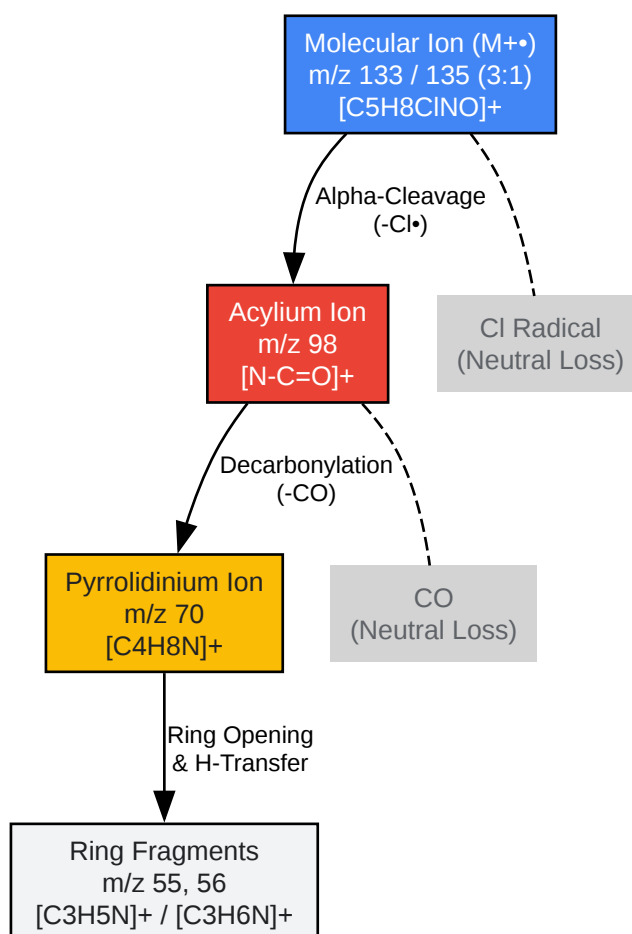 Molecular Ion (M+•)
m/z 133 / 135 (3:1)
[C5H8ClNO]+
Alpha-Cleavage
(-Cl•)
Acylium Ion
m/z 98
[N-C=O]+
Cl Radical
(Neutral Loss)
Decarbonylation
(-CO)
Pyrrolidinium Ion
m/z 70
[C4H8N]+
CO
(Neutral Loss)
Ring Opening
& H-Transfer
Ring Fragments
m/z 55, 56
[C3H5N]+ / [C3H6N]+